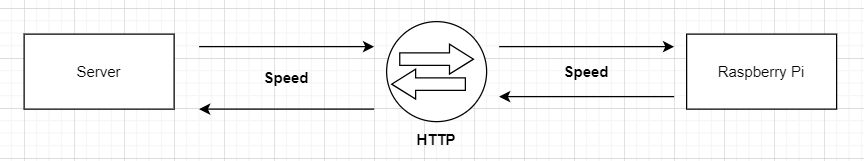 Server
Speed
HTTP
Speed
Raspberry Pi